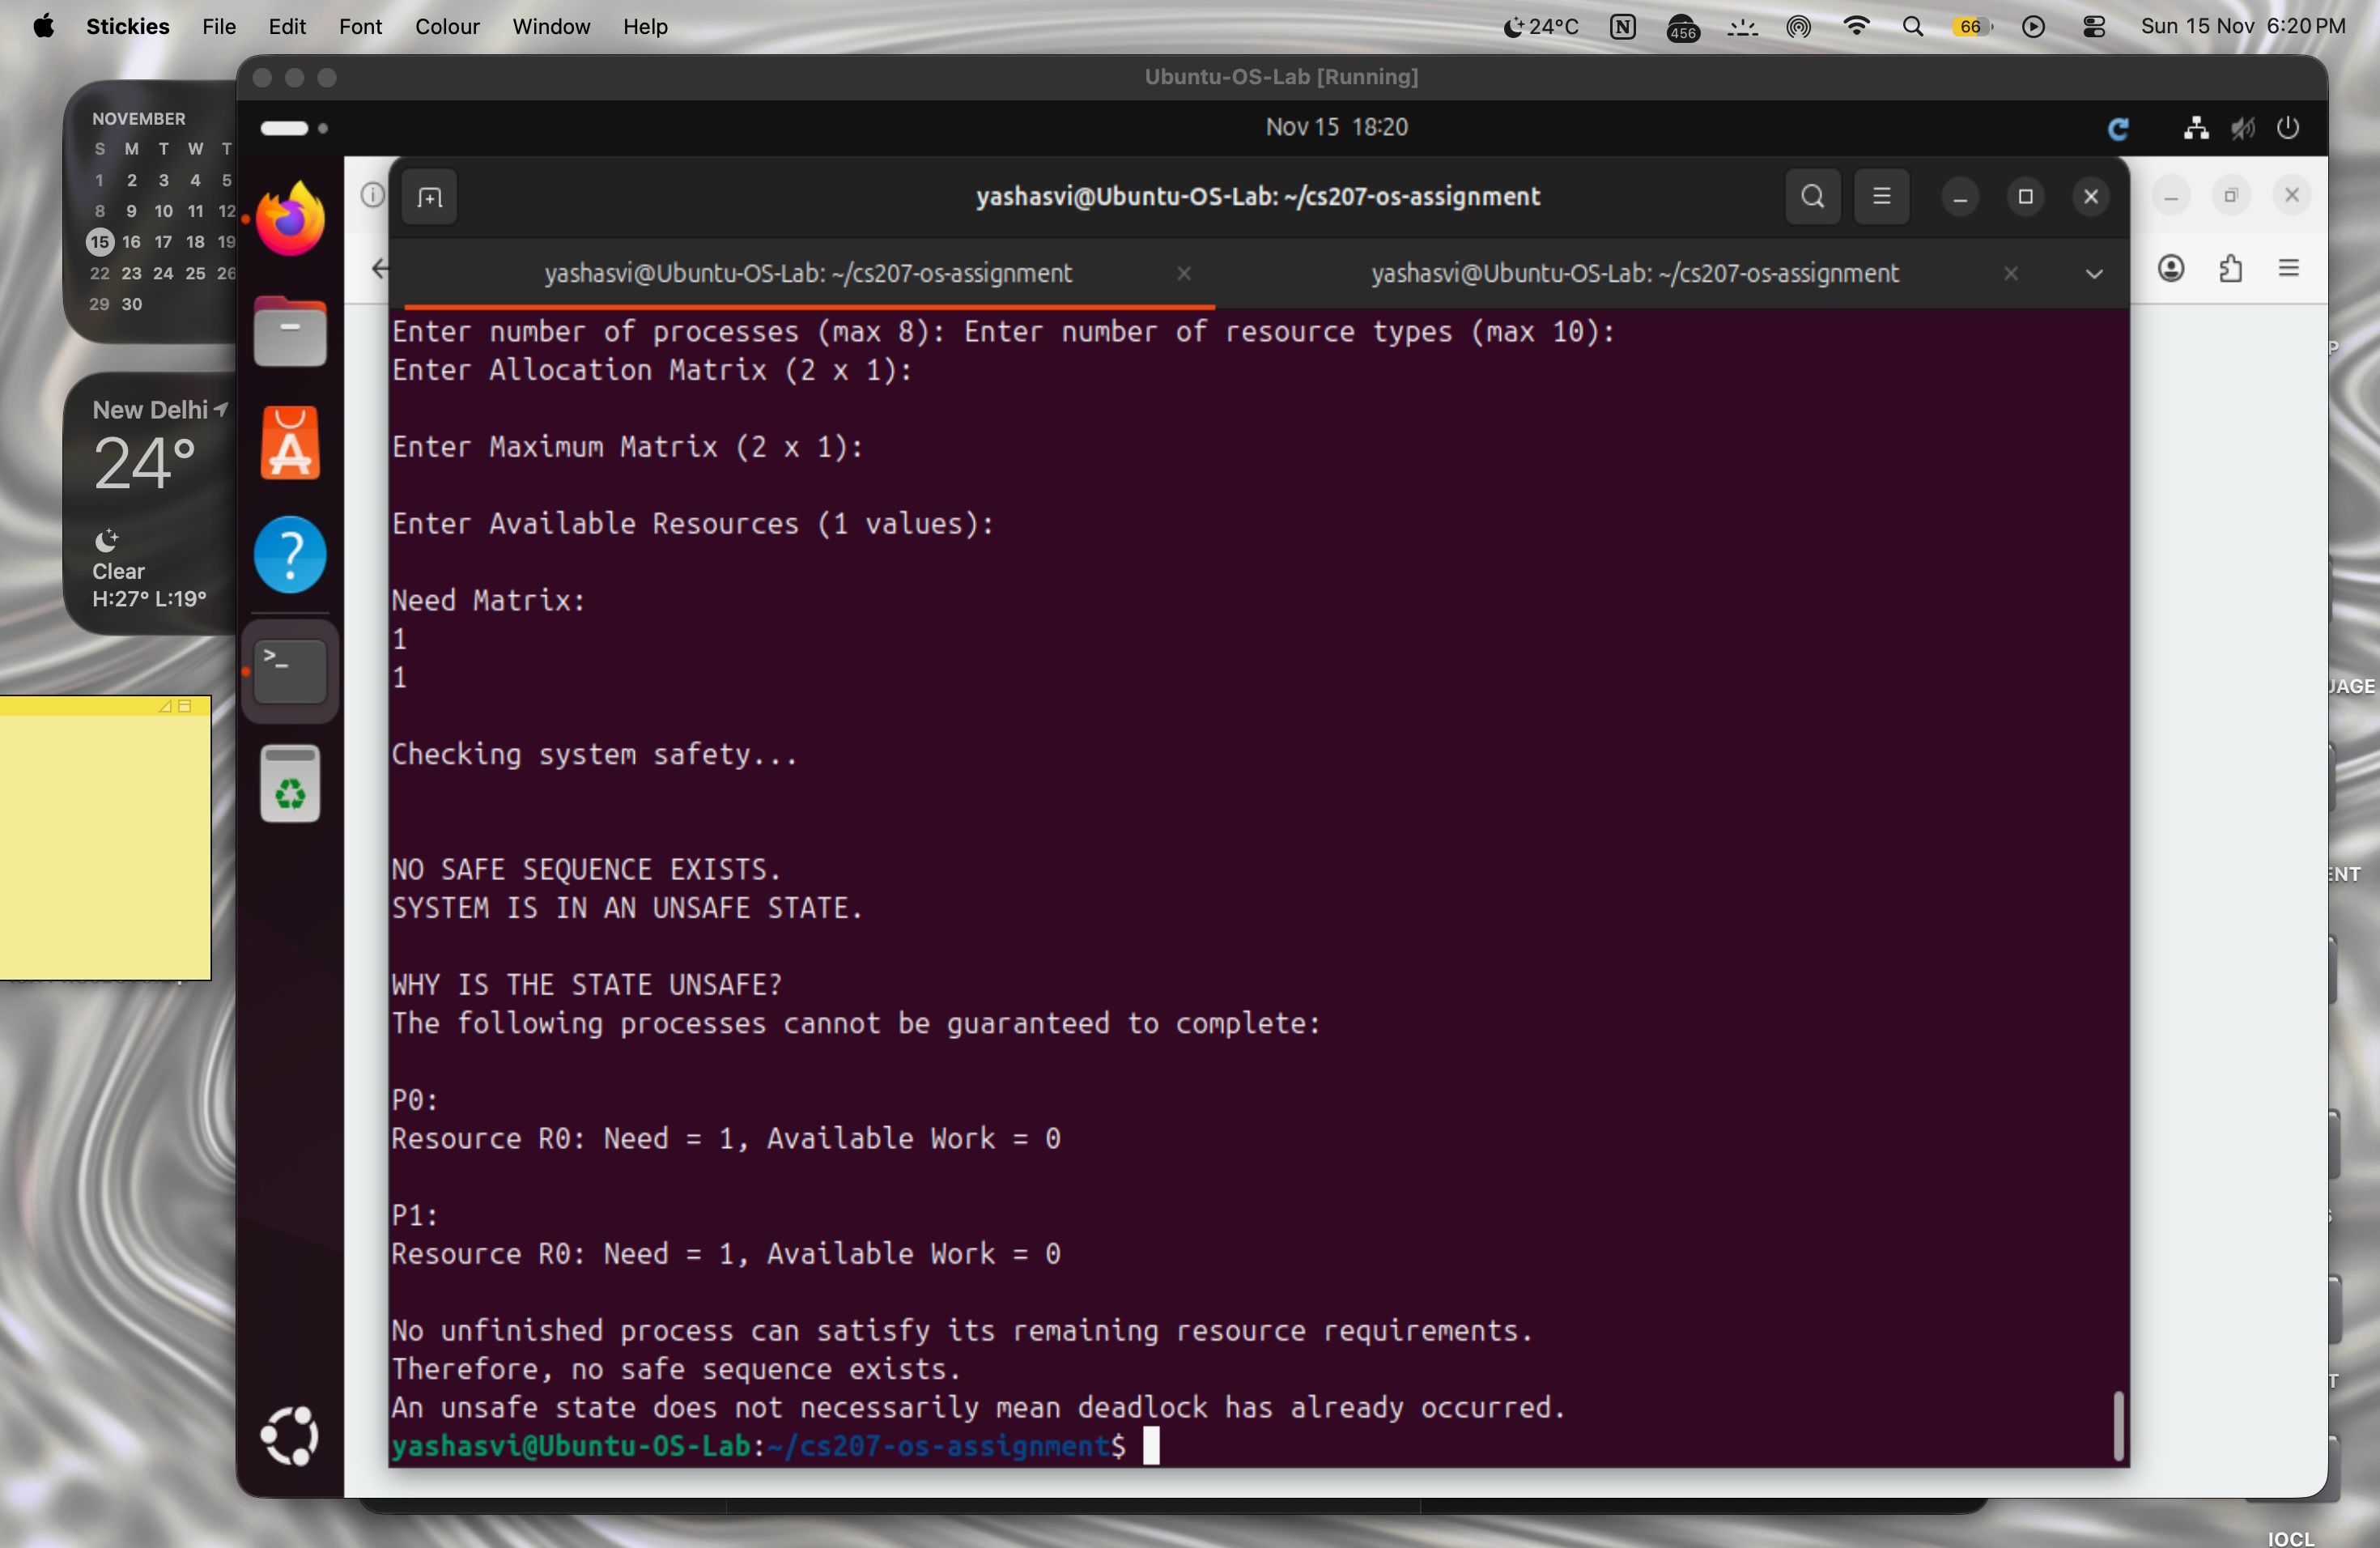 Stickies File Edit Font Colour Window Help 24°C N 456 66 Sun 15 Nov 6:20 PM
Ubuntu-OS-Lab [Running]
Nov 15 18:20
NOVEMBER
S M T W T
1 2 3 4 5
8 9 10 11 12
15 16 17 18 19
22 23 24 25 26
29 30
New Delhi
24°
Clear
H:27° L:19°
yashasvi@Ubuntu-OS-Lab: ~/cs207-os-assignment
yashasvi@Ubuntu-OS-Lab: ~/cs207-os-assignment yashasvi@Ubuntu-OS-Lab: ~/cs207-os-assignment
Enter number of processes (max 8): Enter number of resource types (max 10):
Enter Allocation Matrix (2 x 1):
Enter Maximum Matrix (2 x 1):
Enter Available Resources (1 values):
Need Matrix:
1
1
Checking system safety...
NO SAFE SEQUENCE EXISTS.
SYSTEM IS IN AN UNSAFE STATE.
WHY IS THE STATE UNSAFE?
The following processes cannot be guaranteed to complete:
P0:
Resource R0: Need = 1, Available Work = 0
P1:
Resource R0: Need = 1, Available Work = 0
No unfinished process can satisfy its remaining resource requirements.
Therefore, no safe sequence exists.
An unsafe state does not necessarily mean deadlock has already occurred.
yashasvi@Ubuntu-OS-Lab:~/cs207-os-assignment$
P
UAGE
ENT
T
IOCL